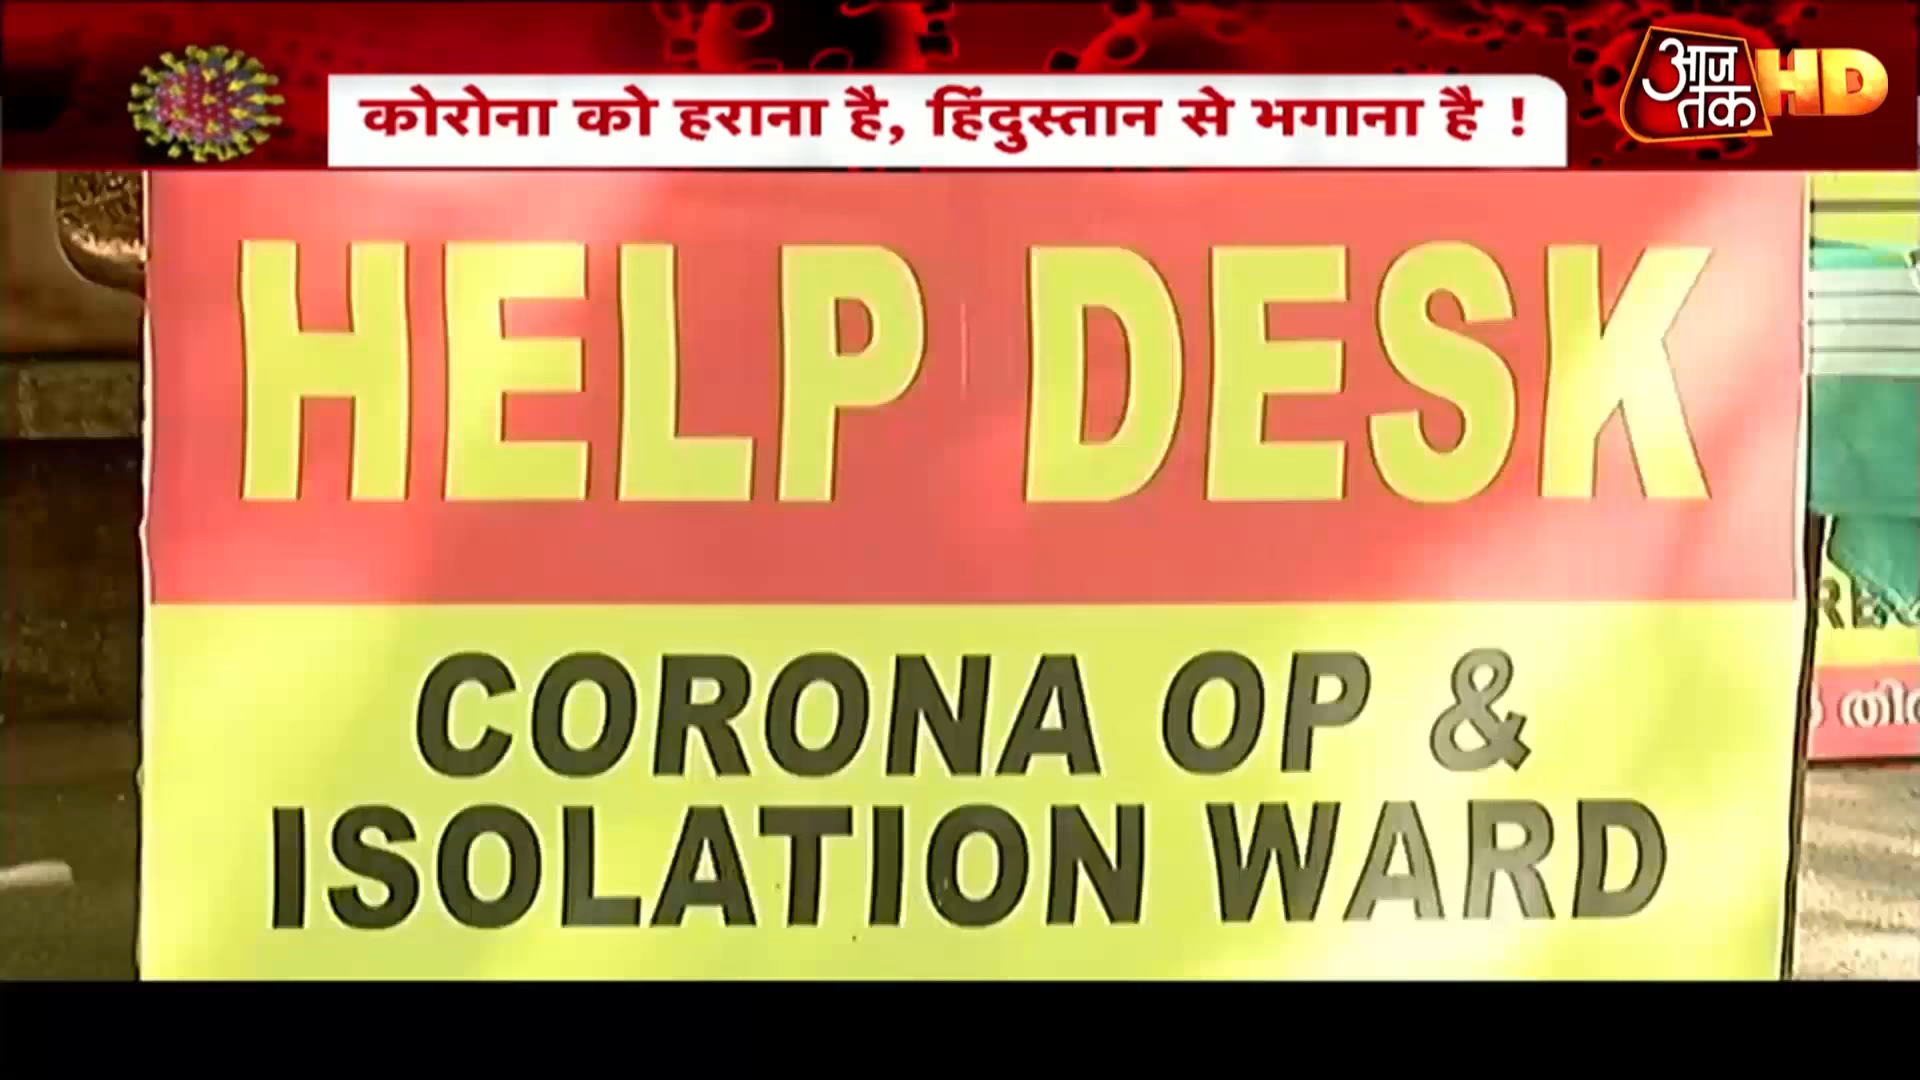 कोरोना को हराना है, हिंदुस्तान से भगाना है !
आज
तक
HD
HELP DESK
CORONA OP &
ISOLATION WARD